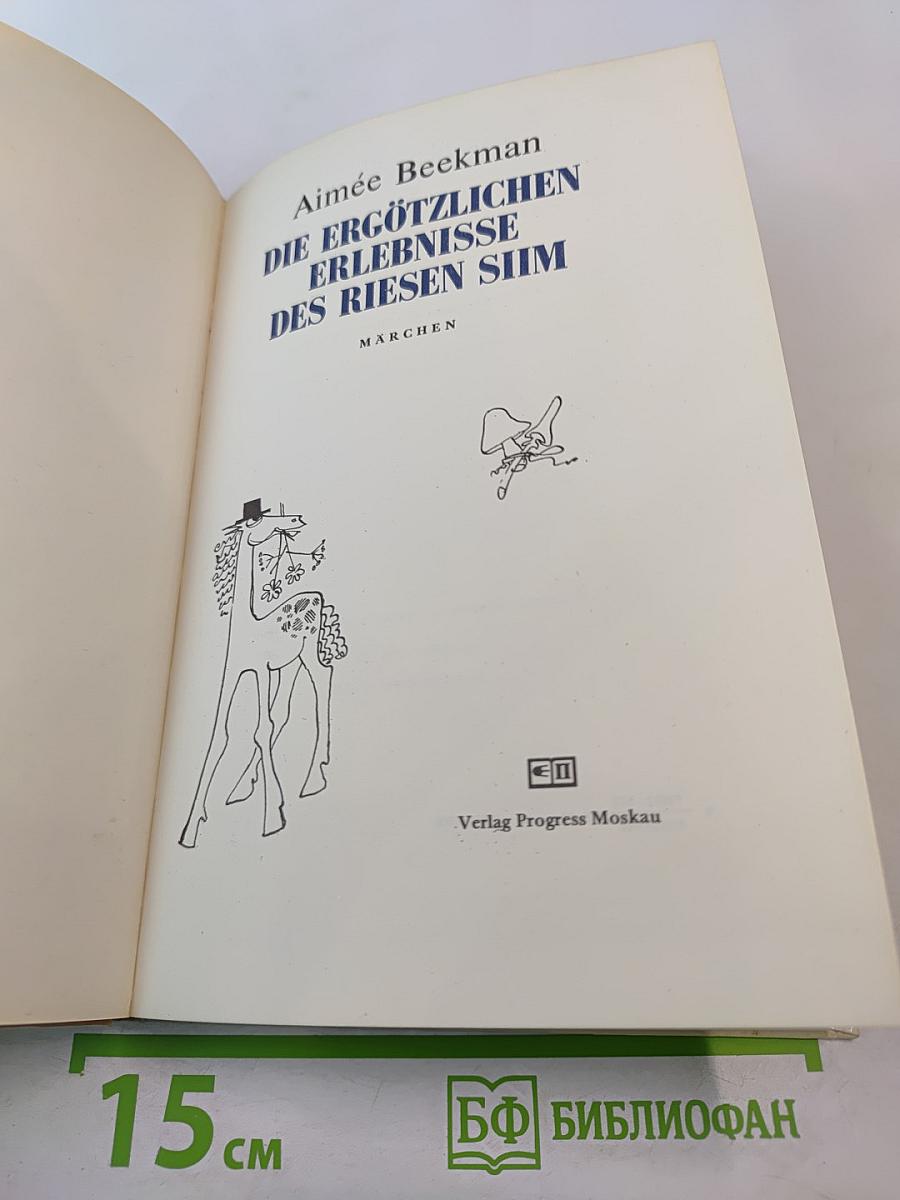 Aimée Beekman
DIE ERGÖTZLICHEN
ERLEBNISSE
DES RIESEN SIIM
MÄRCHEN
Verlag Progress Moskau
15 см
БФ БИБЛИОФАН